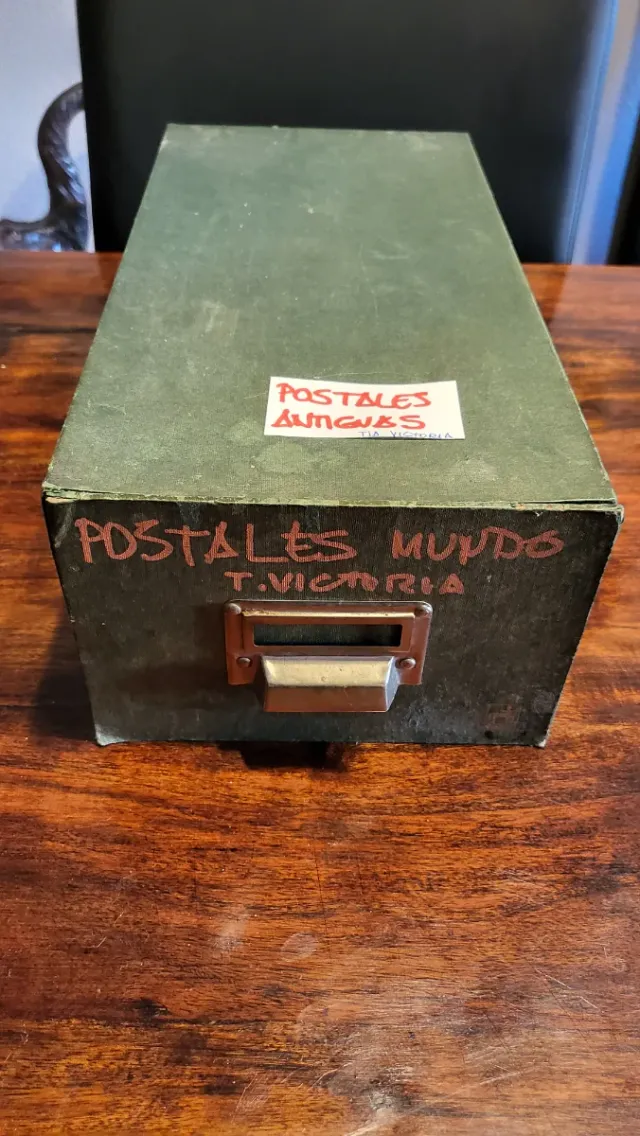 POSTALES
ANTIGUAS
TIA VICTORIA
POSTALES MUNDO
T. VICTORIA